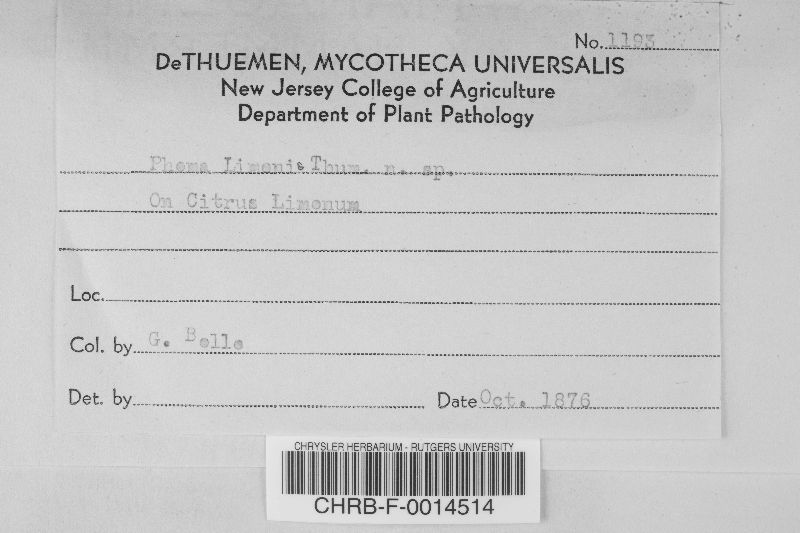 No. 1193
DeTHUEMEN, MYCOTHECA UNIVERSALIS
New Jersey College of Agriculture
Department of Plant Pathology
Phoma Limonis Thum. n. sp.
On Citrus Limonum
Loc.
Col. by G. Belle
Det. by
Date Oct. 1876
CHRYSLER HERBARIUM - RUTGERS UNIVERSITY
CHRB-F-0014514